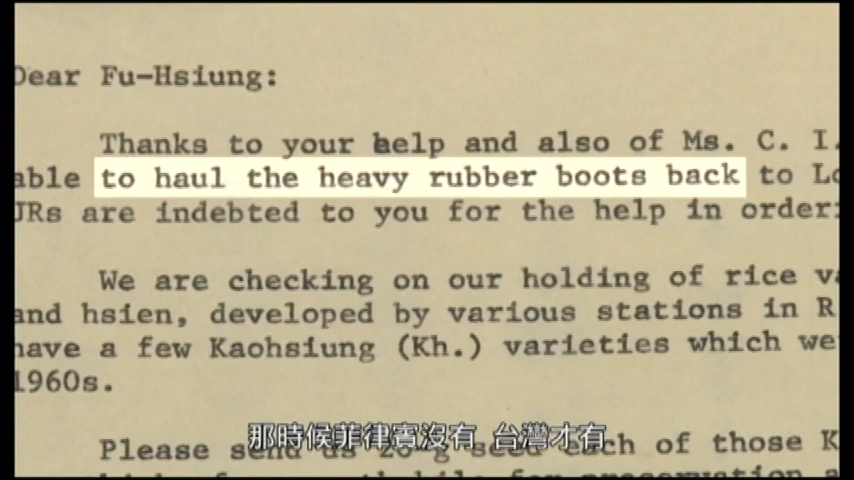 Dear Fu-Hsiung:
Thanks to your help and also of Ms. C. I.
able to haul the heavy rubber boots back to Lo
JRs are indebted to you for the help in order
We are checking on our holding of rice va
and hsien, developed by various stations in R
have a few Kaohsiung (Kh.) varieties which we
1960s.
Please send us 20-g seed each of those K
那時候菲律賓沒有 台灣才有